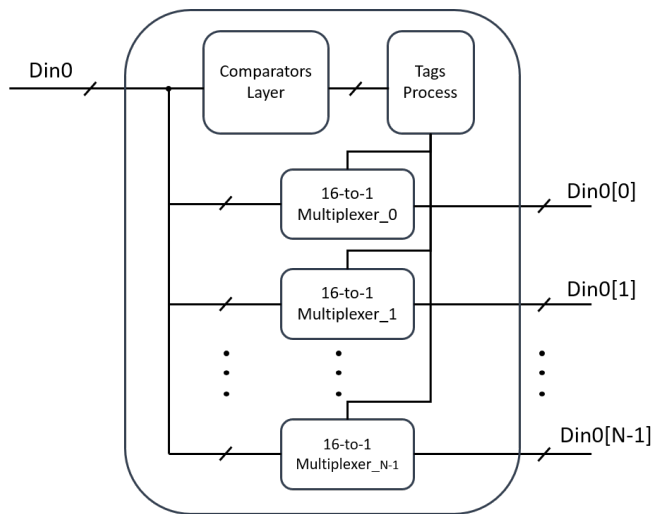 Din0
Comparators
Layer
Tags
Process
16-to-1
Multiplexer_0
Din0[0]
16-to-1
Multiplexer_1
Din0[1]
16-to-1
Multiplexer_N-1
Din0[N-1]